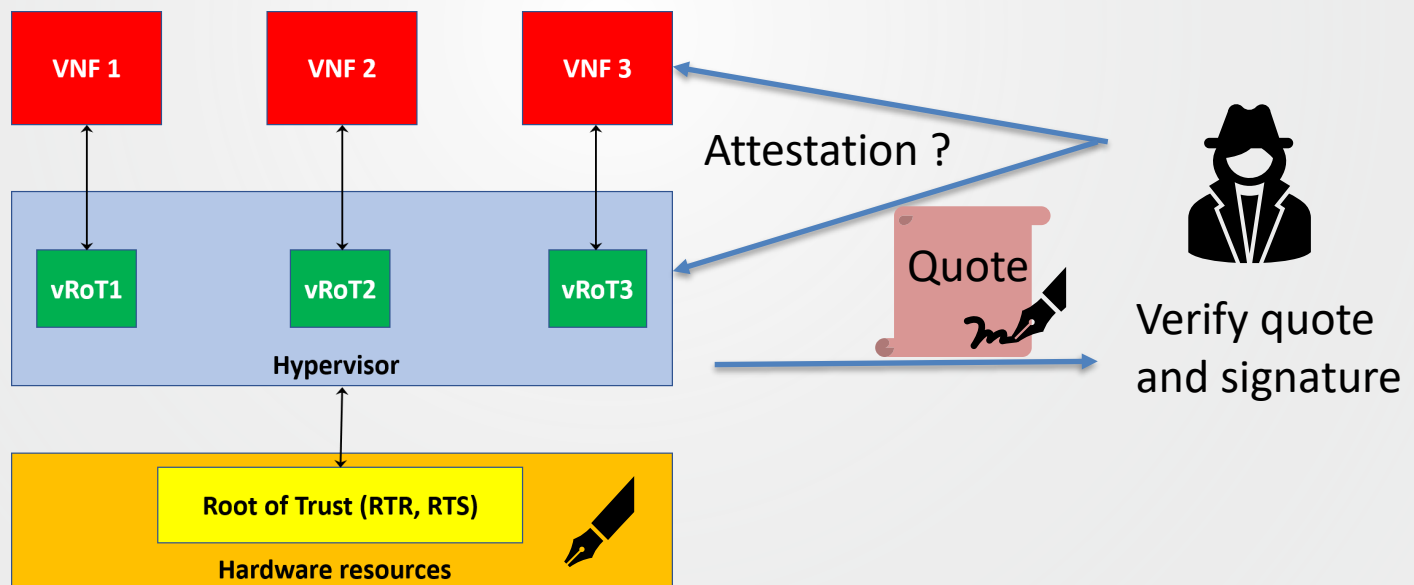 VNF 1
VNF 2
VNF 3
Attestation ?
vRoT1
vRoT2
vRoT3
Hypervisor
Quote
Verify quote
and signature
Root of Trust (RTR, RTS)
Hardware resources